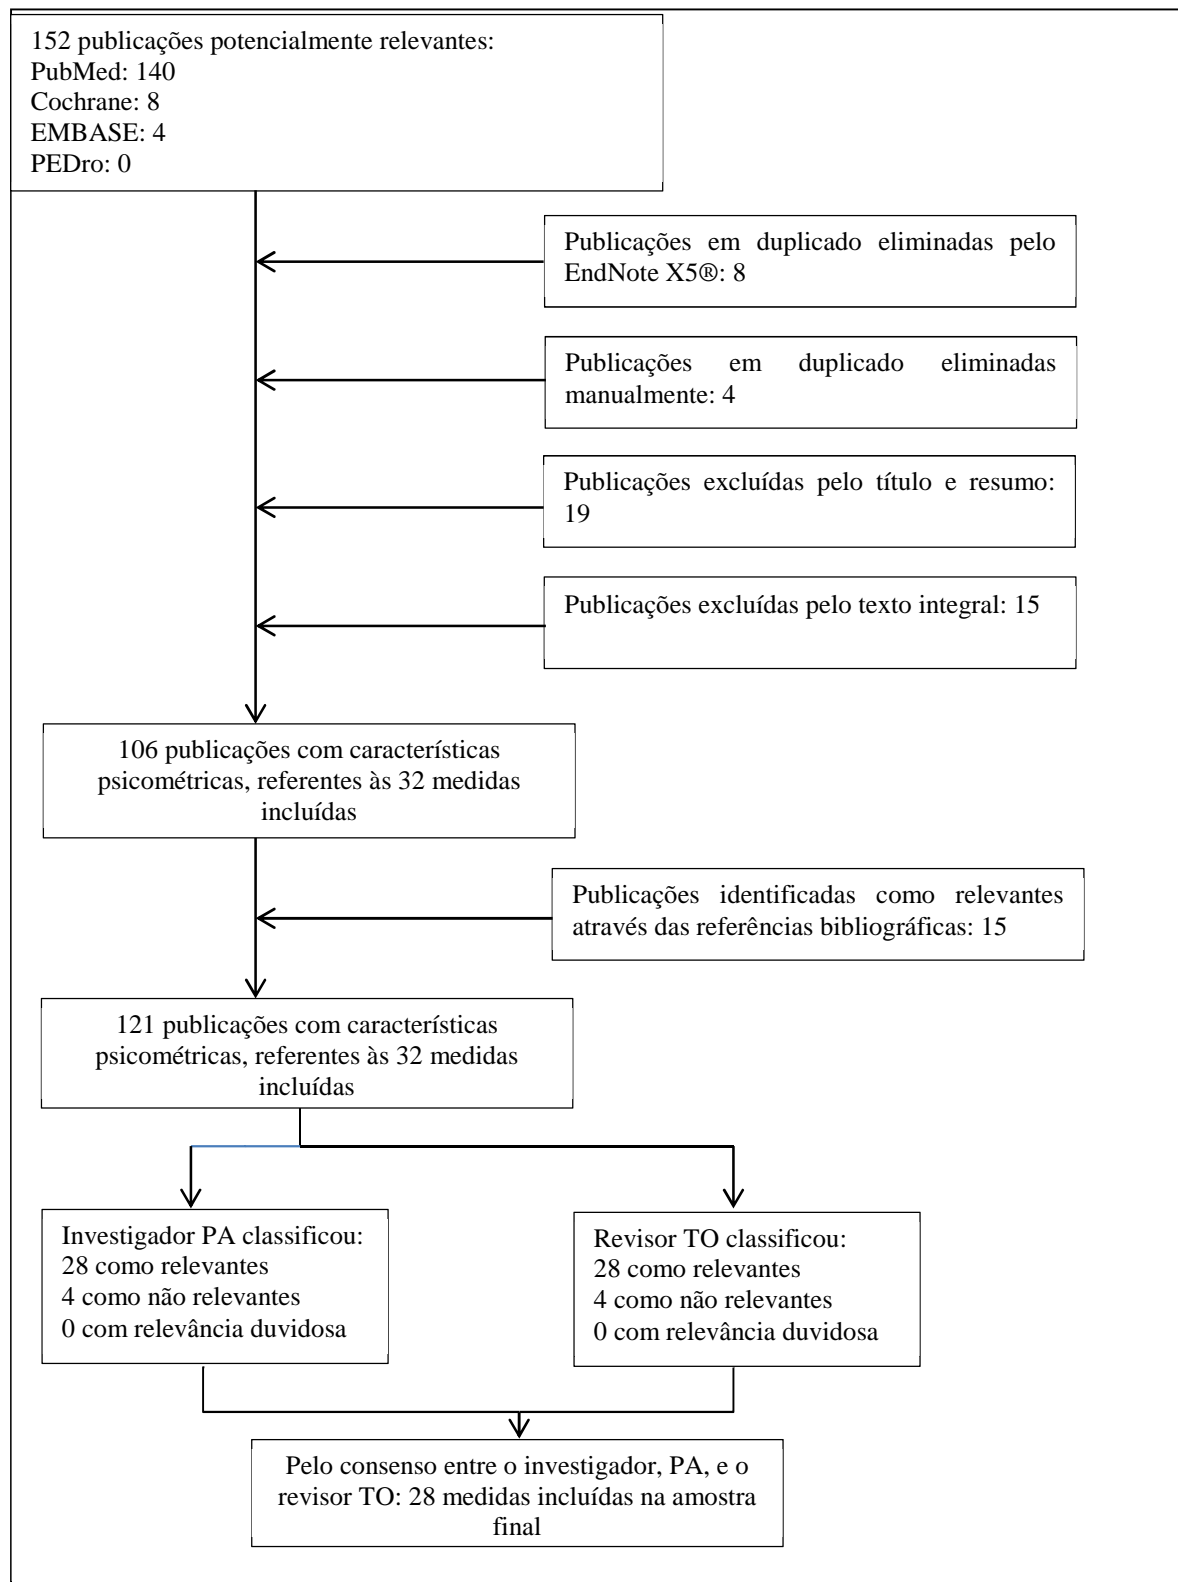 152 publicações potencialmente relevantes:
PubMed: 140
Cochrane: 8
EMBASE: 4
PEDro: 0
Publicações em duplicado eliminadas pelo
EndNote X5®: 8
Publicações em duplicado eliminadas
manualmente: 4
Publicações excluídas pelo título e resumo:
19
Publicações excluídas pelo texto integral: 15
106 publicações com características
psicométricas, referentes às 32 medidas
incluídas
Publicações identificadas como relevantes
através das referências bibliográficas: 15
121 publicações com características
psicométricas, referentes às 32 medidas
incluídas
Investigador PA classificou:
28 como relevantes
4 como não relevantes
0 com relevância duvidosa
Revisor TO classificou:
28 como relevantes
4 como não relevantes
0 com relevância duvidosa
Pelo consenso entre o investigador, PA, e o
revisor TO: 28 medidas incluídas na amostra
final